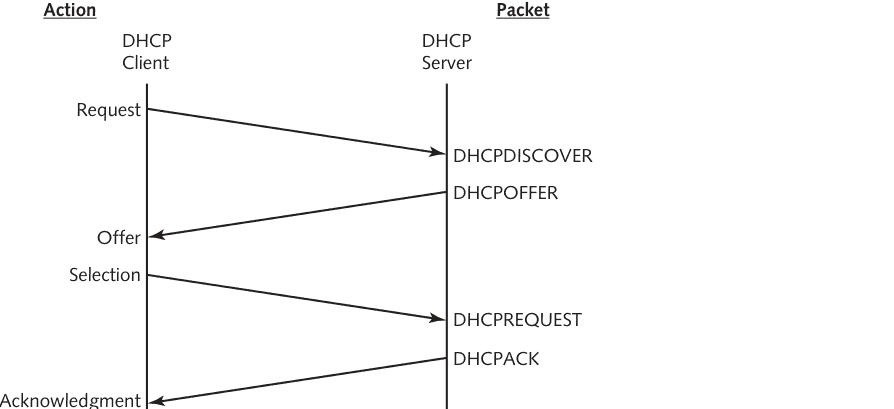 Action
Packet
DHCP
Client
DHCP
Server
Request
DHCPDISCOVER
DHCPOFFER
Offer
Selection
DHCPREQUEST
DHCPACK
Acknowledgment